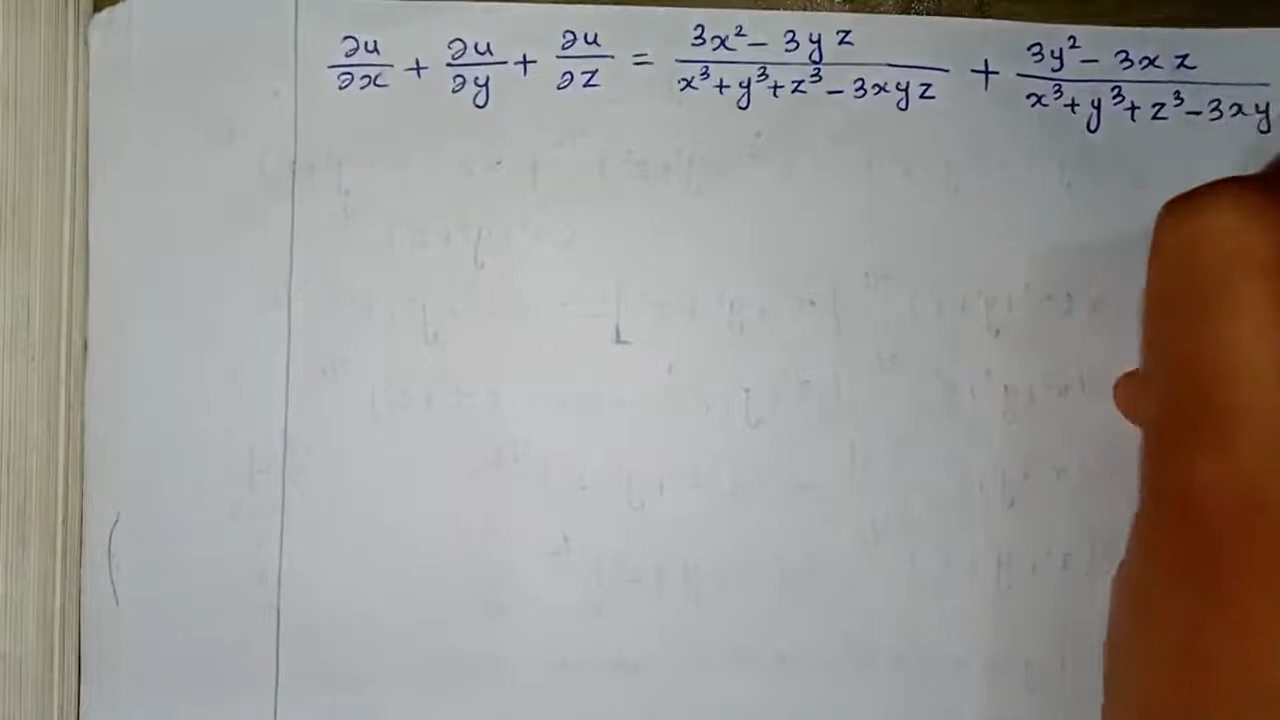 ∂u/∂x + ∂u/∂y + ∂u/∂z = (3x² - 3yz)/(x³+y³+z³-3xyz) + (3y² - 3xz)/(x³+y³+z³-3xy